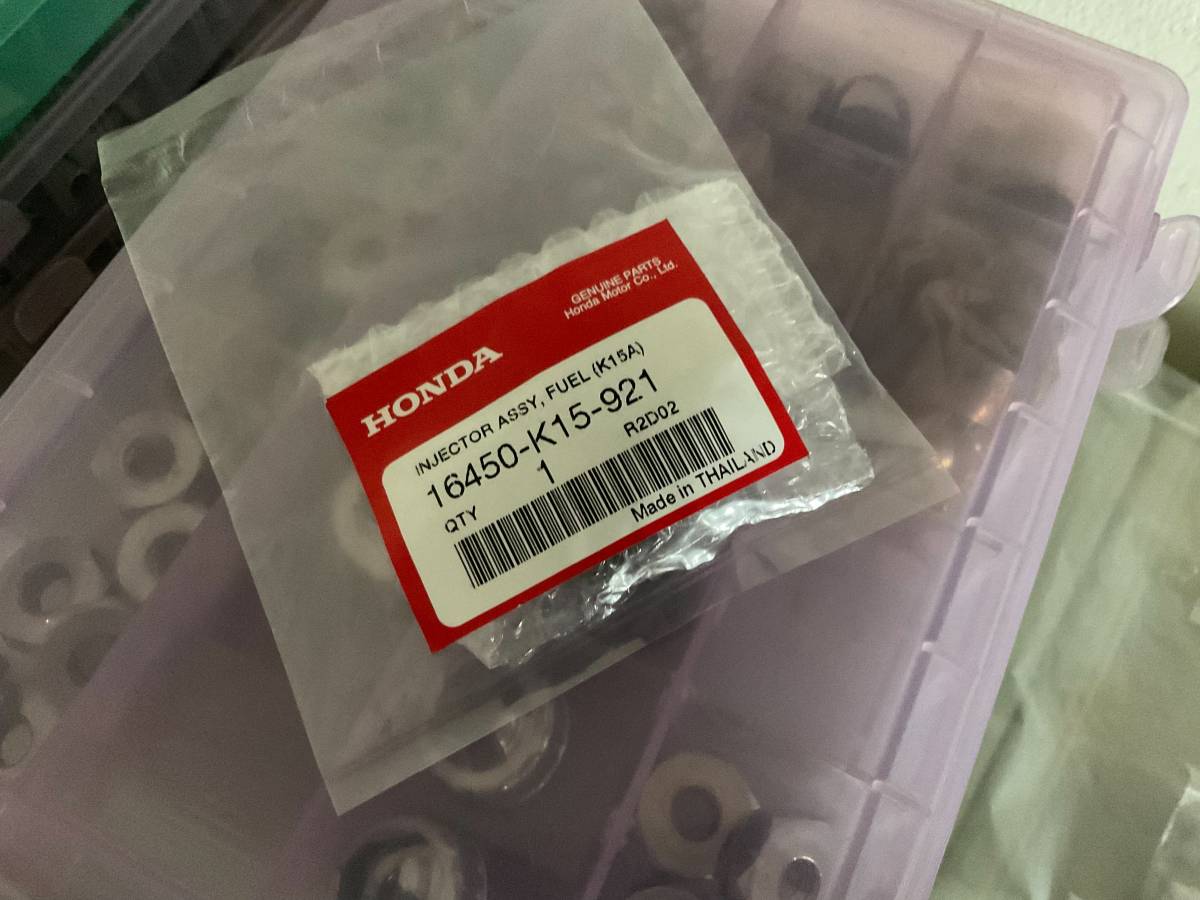 GENUINE PARTS
Honda Motor Co., Ltd.
HONDA
INJECTOR ASSY, FUEL (K15A)
16450-K15-921
QTY 1 R2D02
Made in THAILAND